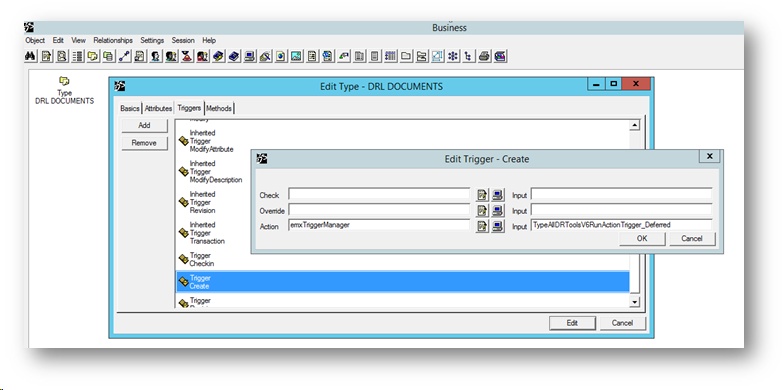 Business
Object Edit View Relationships Settings Session Help
Type
DRL DOCUMENTS
Edit Type - DRL DOCUMENTS
Basics Attributes Triggers Methods
Add
Remove
Inherited
Trigger
ModifyAttribute
Inherited
Trigger
ModifyDescription
Inherited
Trigger
Revision
Inherited
Trigger
Transaction
Trigger
Checkin
Trigger
Create
Trigger
Edit Trigger - Create
Check Input
Override Input
Action emxTriggerManager Input TypeAllDRToolsV6RunActionTrigger_Deferred
OK Cancel
Edit Cancel